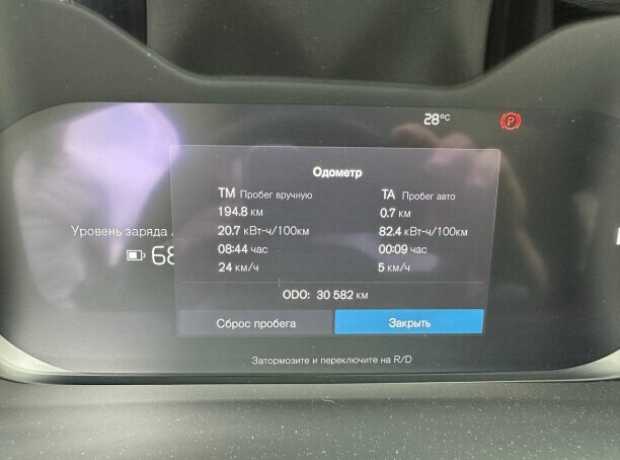 28°C
Ⓟ
Одометр
TM Пробег вручную
TA Пробег авто
194.8 км
0.7 км
20.7 кВт-ч/100км
82.4 кВт-ч/100км
08:44 час
00:09 час
24 км/ч
5 км/ч
Уровень заряда
68
ODO: 30 582 км
Сброс пробега
Закрыть
Затормозите и переключите на R/D